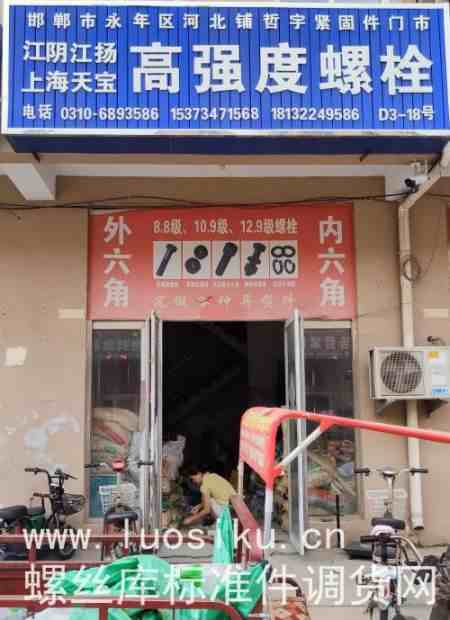 邯郸市永年区河北铺哲宇紧固件门市
江阴江扬
上海天宝
高强度螺栓
电话 0310-6893586 15373471568 18132249586 D3-18号
8.8级、10.9级、12.9级螺栓
外六角
内六角
www.luosiku.cn
螺丝库标准件调货网